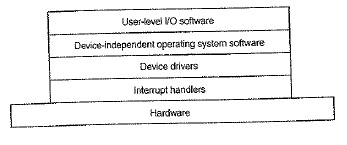 User-level I/O software
Device-independent operating system software
Device drivers
Interrupt handlers
Hardware